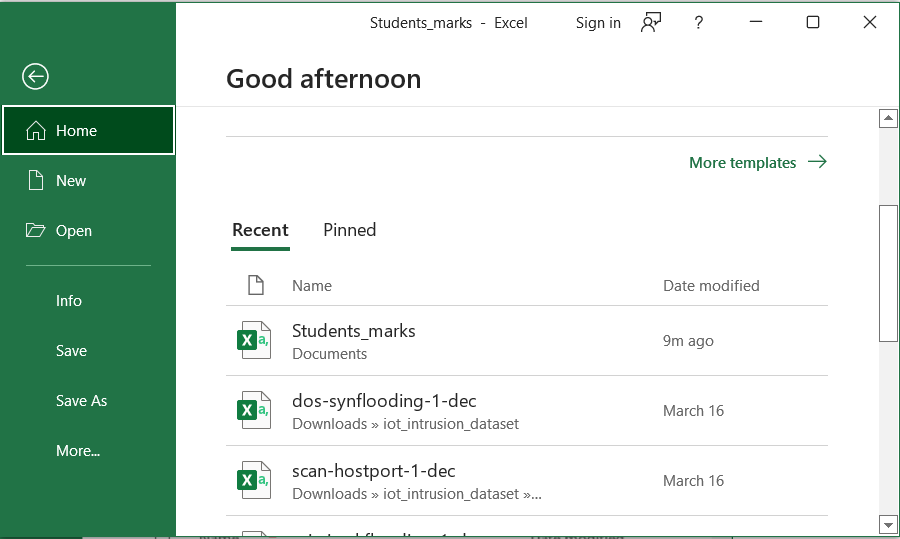 Students_marks - Excel
Sign in
?
Good afternoon
Home
New
Open
Info
Save
Save As
More...
More templates
Recent
Pinned
Name
Date modified
Students_marks
Documents
9m ago
dos-synflooding-1-dec
Downloads » iot_intrusion_dataset
March 16
scan-hostport-1-dec
Downloads » iot_intrusion_dataset »...
March 16